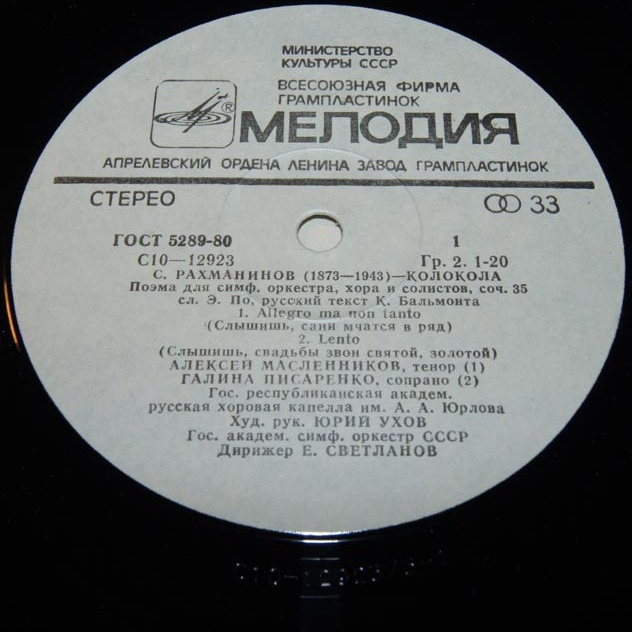 МИНИСТЕРСТВО
КУЛЬТУРЫ СССР
ВСЕСОЮЗНАЯ ФИРМА
ГРАМПЛАСТИНОК
® МЕЛОДИЯ
АПРЕЛЕВСКИЙ ОРДЕНА ЛЕНИНА ЗАВОД ГРАМПЛАСТИНОК
СТЕРЕО 33
ГОСТ 5289-80 1
С10—12923 Гр. 2. 1-20
С. РАХМАНИНОВ (1873—1943)—КОЛОКОЛА
Поэма для симф. оркестра, хора и солистов, соч. 35
сл. Э. По, русский текст К. Бальмонта
1. Allegro ma non tanto
(Слышишь, сани мчатся в ряд)
2. Lento
(Слышишь, свадьбы звон святой, золотой)
АЛЕКСЕЙ МАСЛЕННИКОВ, тенор (1)
ГАЛИНА ПИСАРЕНКО, сопрано (2)
Гос. республиканская академ.
русская хоровая капелла им. А. А. Юрлова
Худ. рук. ЮРИЙ УХОВ
Гос. академ. симф. оркестр СССР
Дирижер Е. СВЕТЛАНОВ